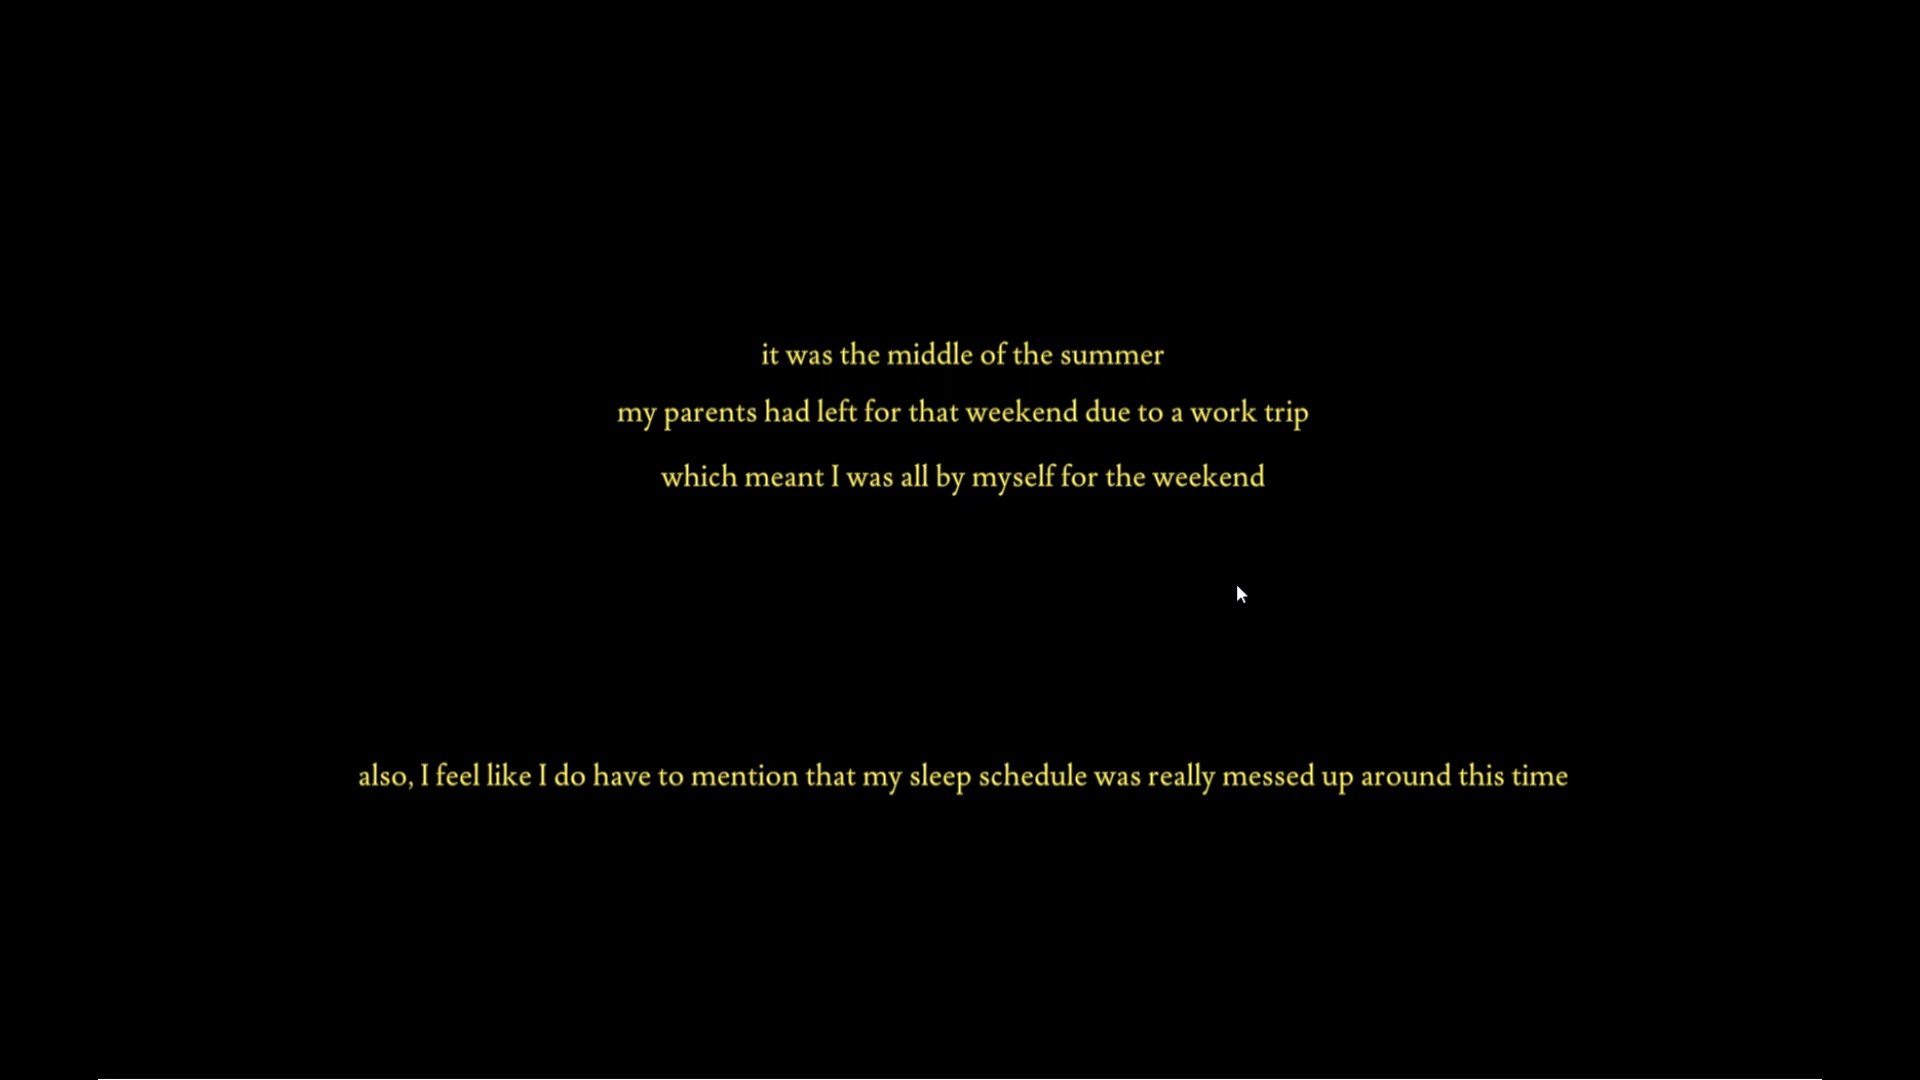 it was the middle of the summer
my parents had left for that weekend due to a work trip
which meant I was all by myself for the weekend
also, I feel like I do have to mention that my sleep schedule was really messed up around this time